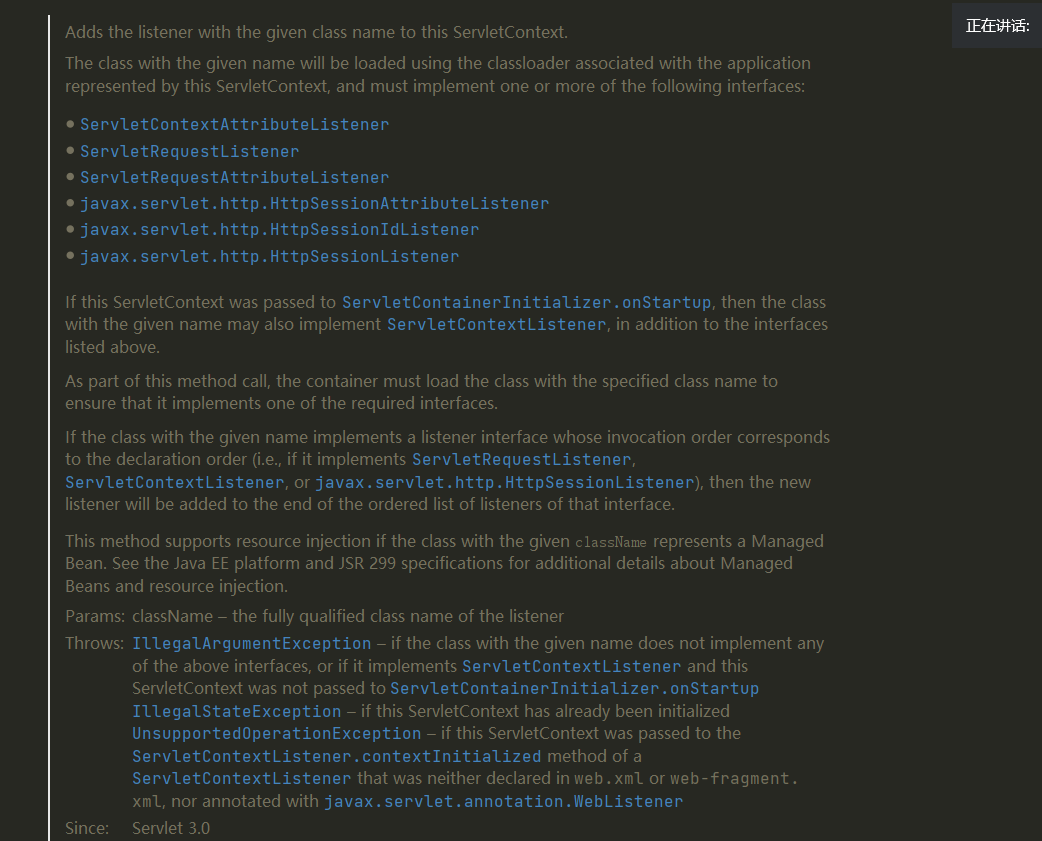 正在讲话:
Adds the listener with the given class name to this ServletContext.
The class with the given name will be loaded using the classloader associated with the application
represented by this ServletContext, and must implement one or more of the following interfaces:
• ServletContextAttributeListener
• ServletRequestListener
• ServletRequestAttributeListener
• javax.servlet.http.HttpSessionAttributeListener
• javax.servlet.http.HttpSessionIdListener
• javax.servlet.http.HttpSessionListener
If this ServletContext was passed to ServletContainerInitializer.onStartup, then the class
with the given name may also implement ServletContextListener, in addition to the interfaces
listed above.
As part of this method call, the container must load the class with the specified class name to
ensure that it implements one of the required interfaces.
If the class with the given name implements a listener interface whose invocation order corresponds
to the declaration order (i.e., if it implements ServletRequestListener,
ServletContextListener, or javax.servlet.http.HttpSessionListener), then the new
listener will be added to the end of the ordered list of listeners of that interface.
This method supports resource injection if the class with the given className represents a Managed
Bean. See the Java EE platform and JSR 299 specifications for additional details about Managed
Beans and resource injection.
Params: className – the fully qualified class name of the listener
Throws: IllegalArgumentException – if the class with the given name does not implement any
of the above interfaces, or if it implements ServletContextListener and this
ServletContext was not passed to ServletContainerInitializer.onStartup
IllegalStateException – if this ServletContext has already been initialized
UnsupportedOperationException – if this ServletContext was passed to the
ServletContextListener.contextInitialized method of a
ServletContextListener that was neither declared in web.xml or web-fragment.
xml, nor annotated with javax.servlet.annotation.WebListener
Since: Servlet 3.0